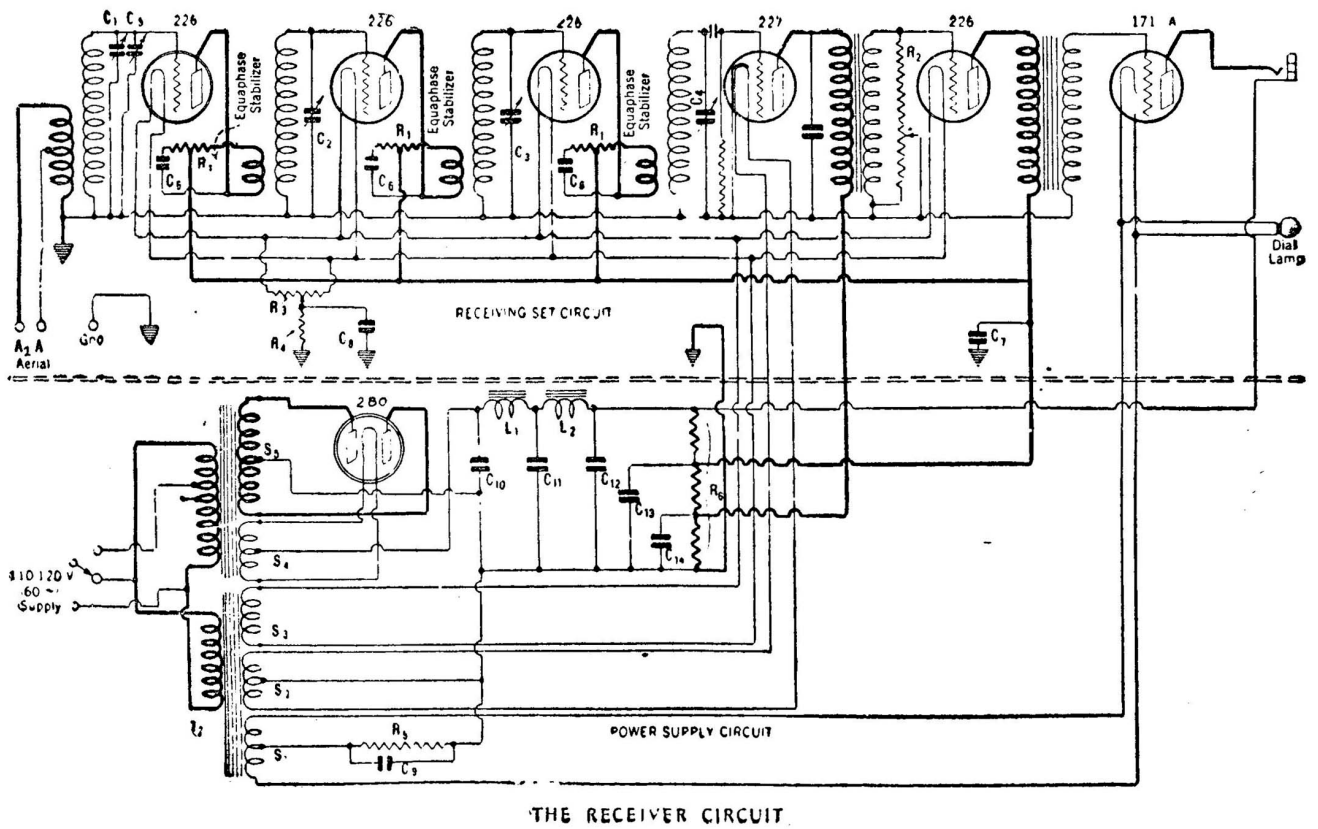 C1 C5 226 226 226 227 226 171 A
Equaphase
Stabilizer
Equaphase
Stabilizer
Equaphase
Stabilizer
C2
C3
C4
R2
R1
R1
R1
C6
C6
C6
Dial
Lamp
R3
R4
C8
RECEIVING SET CIRCUIT
C7
A2 A
Aerial
Gnd
280
S5
L1
L2
C10
C11
C12
C13
R6
C14
S4
110 120 V
60 ~
Supply
S3
S2
S1
R5
C9
POWER SUPPLY CIRCUIT
THE RECEIVER CIRCUIT